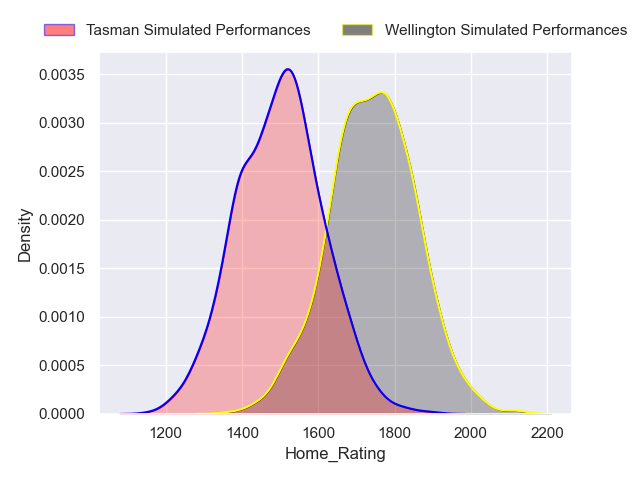 Tasman Simulated Performances Wellington Simulated Performances
0.0035
0.0030
0.0025
0.0020
0.0015
0.0010
0.0005
0.0000
Density
1200 1400 1600 1800 2000 2200
Home_Rating